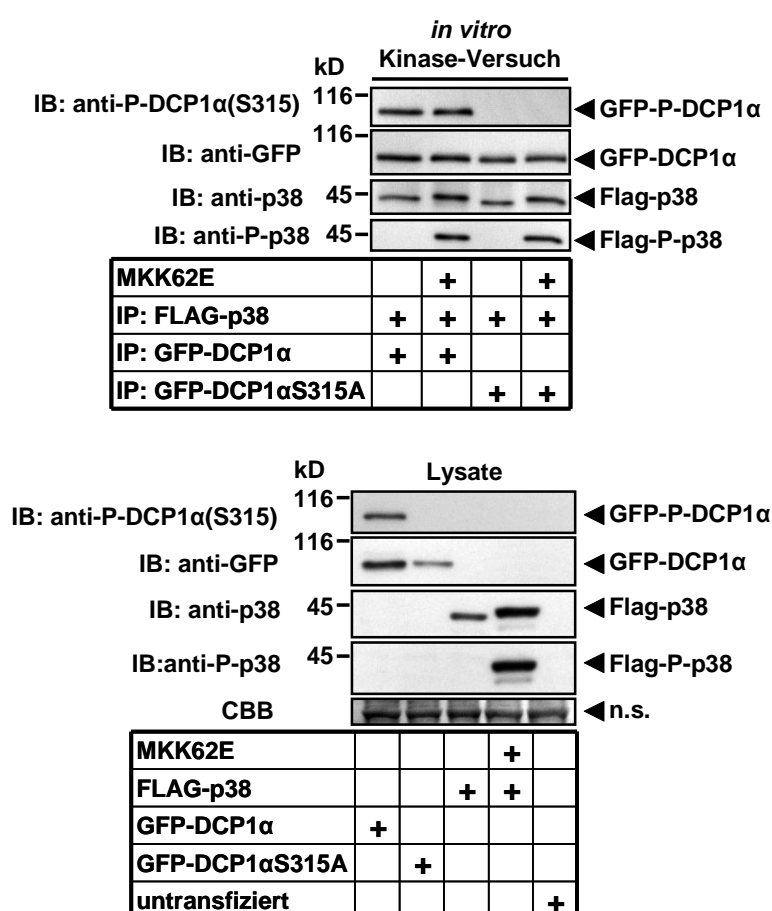 in vitro
kD Kinase-Versuch
IB: anti-P-DCP1α(S315) 116 GFP-P-DCP1α
116
IB: anti-GFP GFP-DCP1α
IB: anti-p38 45 Flag-p38
IB: anti-P-p38 45 Flag-P-p38
MKK62E + +
IP: FLAG-p38 + + + +
IP: GFP-DCP1α + +
IP: GFP-DCP1αS315A + +
kD Lysate
IB: anti-P-DCP1α(S315) 116 GFP-P-DCP1α
116
IB: anti-GFP GFP-DCP1α
IB: anti-p38 45 Flag-p38
IB:anti-P-p38 45 Flag-P-p38
CBB n.s.
MKK62E +
FLAG-p38 + +
GFP-DCP1α +
GFP-DCP1αS315A +
untransfiziert +